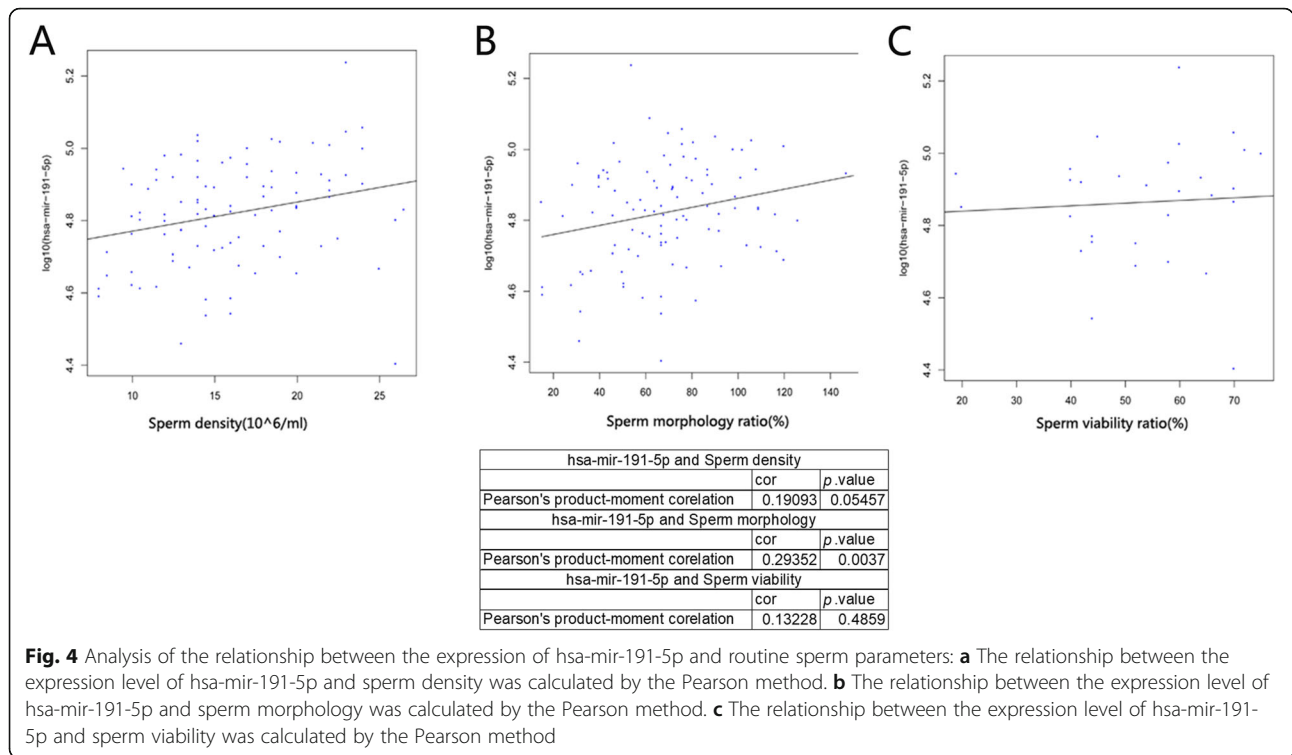 A
5.2
5.0
4.8
4.6
4.4
log10(hsa−mir−191−5p)
10
15
20
25
Sperm density(10^6/ml)
B
5.2
5.0
4.8
4.6
4.4
log10(hsa−mir−191−5p)
20
40
60
80
100
120
140
Sperm morphology ratio(%)
C
5.2
5.0
4.8
4.6
4.4
log10(hsa−mir−191−5p)
20
30
40
50
60
70
Sperm viability ratio(%)
hsa-mir-191-5p and Sperm density
cor p.value
Pearson's product-moment corelation 0.19093 0.05457
hsa-mir-191-5p and Sperm morphology
cor p.value
Pearson's product-moment corelation 0.29352 0.0037
hsa-mir-191-5p and Sperm viability
cor p.value
Pearson's product-moment corelation 0.13228 0.4859
Fig. 4 Analysis of the relationship between the expression of hsa-mir-191-5p and routine sperm parameters: a The relationship between the
expression level of hsa-mir-191-5p and sperm density was calculated by the Pearson method. b The relationship between the expression level of
hsa-mir-191-5p and sperm morphology was calculated by the Pearson method. c The relationship between the expression level of hsa-mir-191-
5p and sperm viability was calculated by the Pearson method